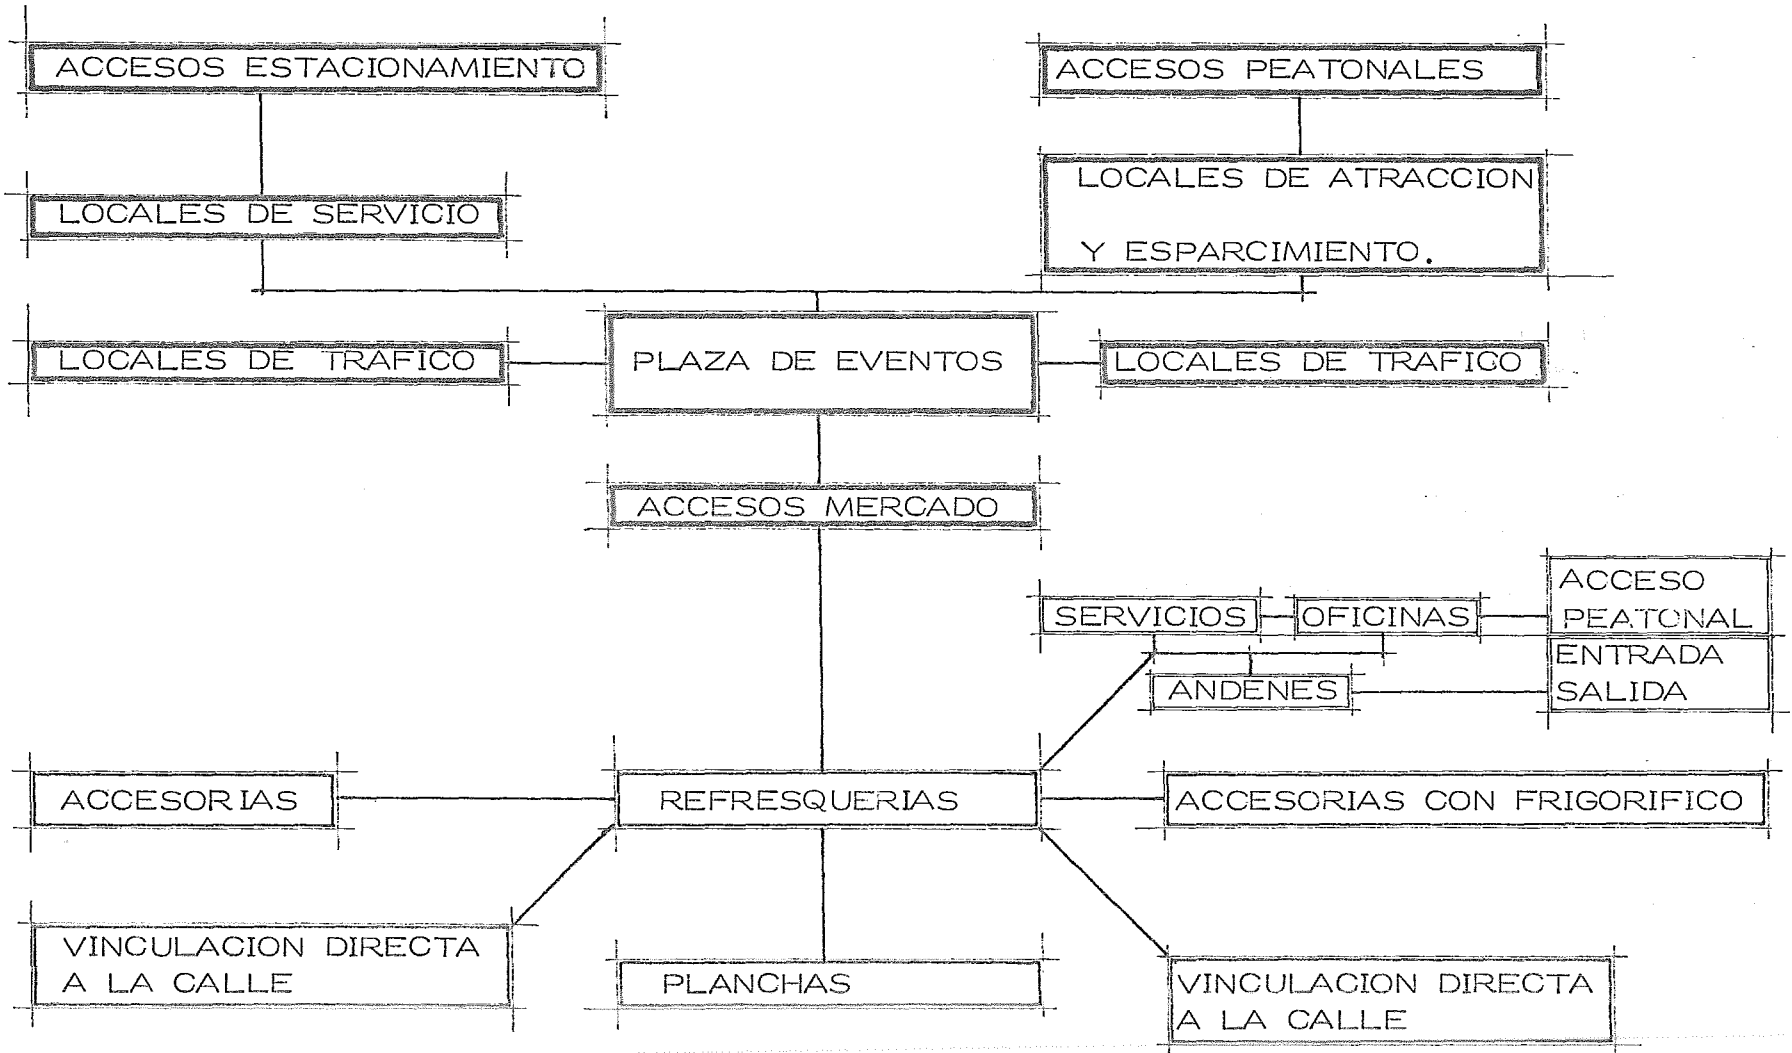 ACCESOS ESTACIONAMIENTO
ACCESOS PEATONALES
LOCALES DE SERVICIO
LOCALES DE ATRACCION
Y ESPARCIMIENTO.
LOCALES DE TRAFICO
PLAZA DE EVENTOS
LOCALES DE TRAFICO
ACCESOS MERCADO
SERVICIOS
OFICINAS
ACCESO
PEATONAL
ANDENES
ENTRADA
SALIDA
ACCESORIAS
REFRESQUERIAS
ACCESORIAS CON FRIGORIFICO
VINCULACION DIRECTA
A LA CALLE
PLANCHAS
VINCULACION DIRECTA
A LA CALLE